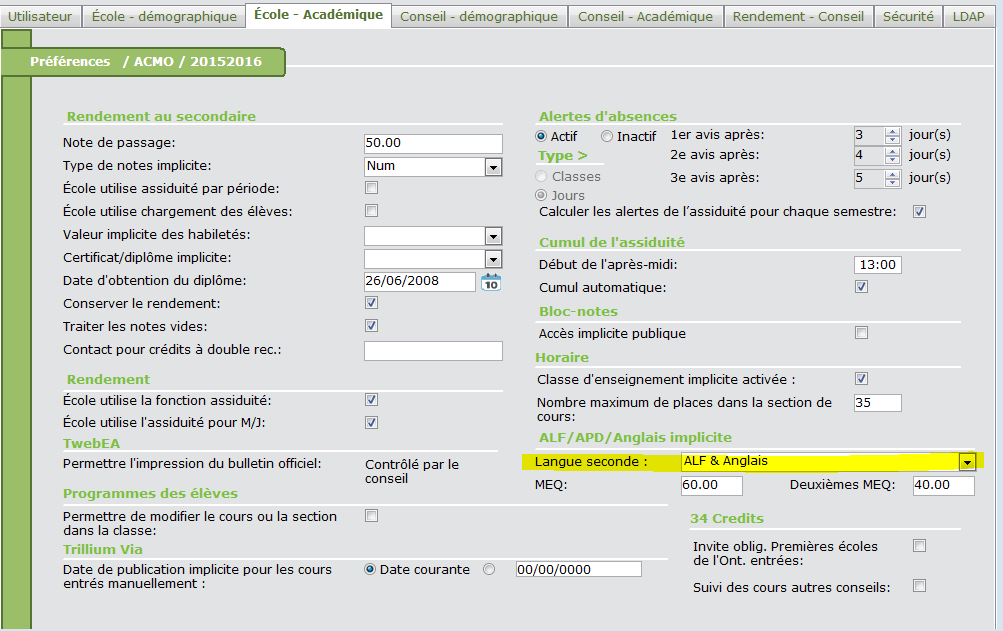 Utilisateur École - démographique École - Académique Conseil - démographique Conseil - Académique Rendement - Conseil Sécurité LDAP
Préférences / ACMO / 20152016
Rendement au secondaire
Note de passage: 50.00
Type de notes implicite: Num
École utilise assiduité par période:
École utilise chargement des élèves:
Valeur implicite des habiletés:
Certificat/diplôme implicite:
Date d'obtention du diplôme: 26/06/2008 10
Conserver le rendement:
Traiter les notes vides:
Contact pour crédits à double rec.:
Rendement
École utilise la fonction assiduité:
École utilise l'assiduité pour M/J:
TwebEA
Permettre l'impression du bulletin officiel: Contrôlé par le
conseil
Programmes des élèves
Permettre de modifier le cours ou la section
dans la classe:
Trillium Via
Date de publication implicite pour les cours Date courante 00/00/0000
entrés manuellement :
Alertes d'absences
Actif Inactif 1er avis après: 3 jour(s)
Type > 2e avis après: 4 jour(s)
Classes 3e avis après: 5 jour(s)
Jours
Calculer les alertes de l’assiduité pour chaque semestre:
Cumul de l'assiduité
Début de l'après-midi: 13:00
Cumul automatique:
Bloc-notes
Accès implicite publique
Horaire
Classe d'enseignement implicite activée :
Nombre maximum de places dans la section de 35
cours:
ALF/APD/Anglais implicite
Langue seconde : ALF & Anglais
MEQ: 60.00 Deuxièmes MEQ: 40.00
34 Credits
Invite oblig. Premières écoles
de l'Ont. entrées:
Suivi des cours autres conseils: